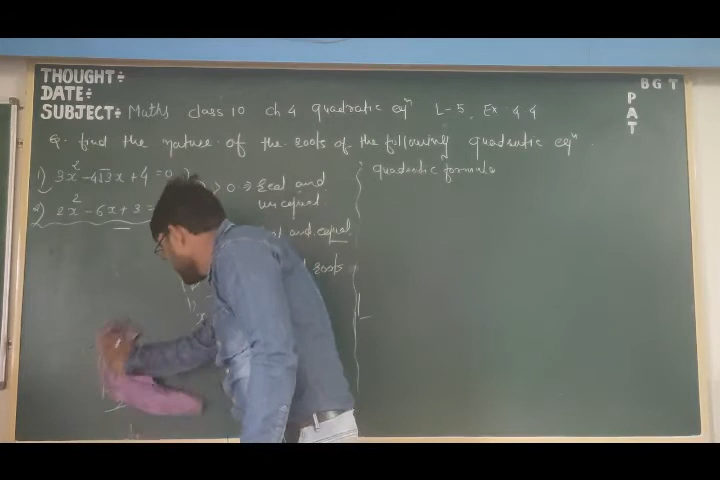 THOUGHT:-
DATE:-
SUBJECT:- Maths class 10 ch 4 quadratic eqⁿ L-5, Ex. 4.4
BGT
PAT
Q. find the nature of the roots of the following quadratic eqⁿ.
1) 3x² - 4√3x + 4 = 0
2) 2x² - 6x + 3 =
> 0 ⇒ real and
unequal
and equal
roots
quadratic formula